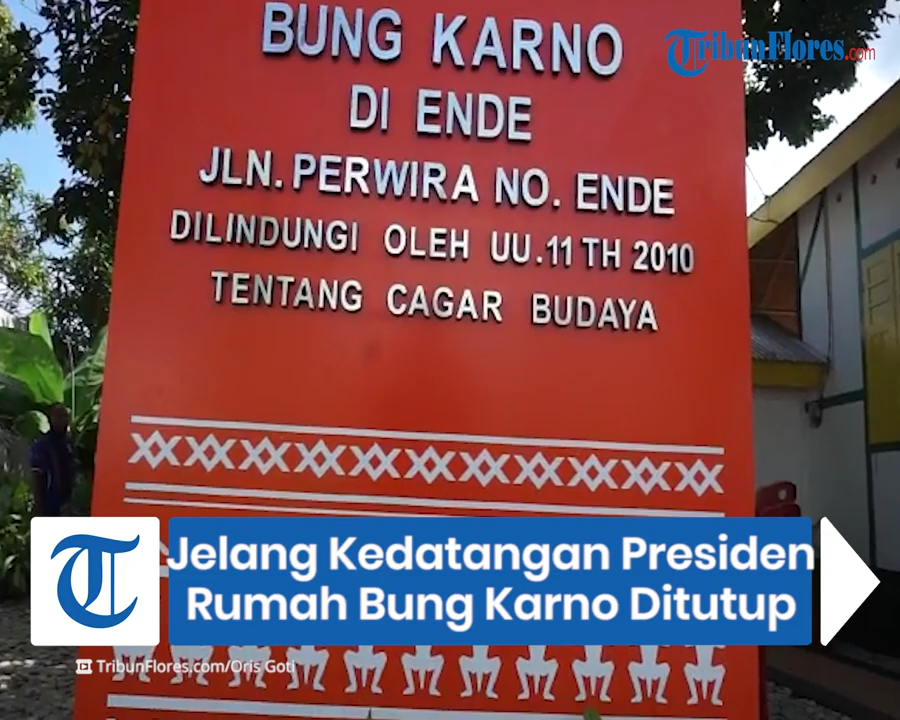 BUNG KARNO
TribunFlores.com
DI ENDE
JLN. PERWIRA NO. ENDE
DILINDUNGI OLEH UU.11 TH 2010
TENTANG CAGAR BUDAYA
T
Jelang Kedatangan Presiden
Rumah Bung Karno Ditutup
TribunFlores.com/Oris Goti